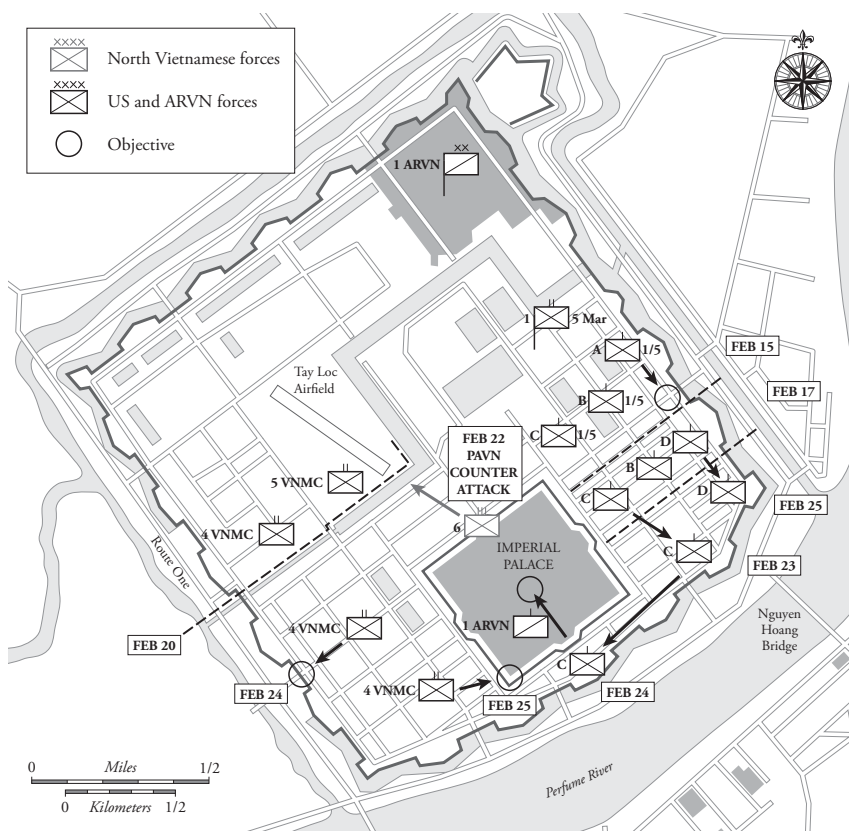 XXXX
North Vietnamese forces
XXXX
US and ARVN forces
Objective
XX
1 ARVN
1
5 Mar
A
1/5
FEB 15
Tay Loc
Airfield
B
1/5
FEB 17
C
1/5
FEB 22
PAVN
COUNTER
ATTACK
D
B
5 VNMC
C
D
FEB 25
4 VNMC
6
Route One
IMPERIAL
PALACE
C
FEB 23
Nguyen
Hoang
Bridge
FEB 20
4 VNMC
1 ARVN
C
FEB 24
4 VNMC
FEB 25
FEB 24
0
Miles
1/2
0
Kilometers
1/2
Perfume River